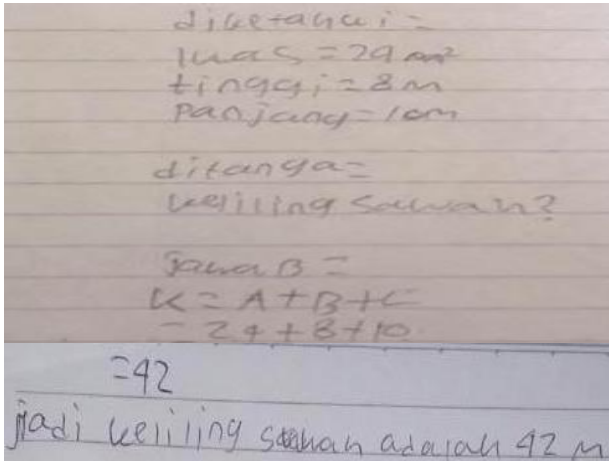 diketahui =
luas = 24 m²
tinggi = 8 m
panjang = 10m
ditanya =
keliling sawah?
Jawab =
K = A + B + C
= 24 + 8 + 10
= 42
jadi keliling sawah adalah 42 m